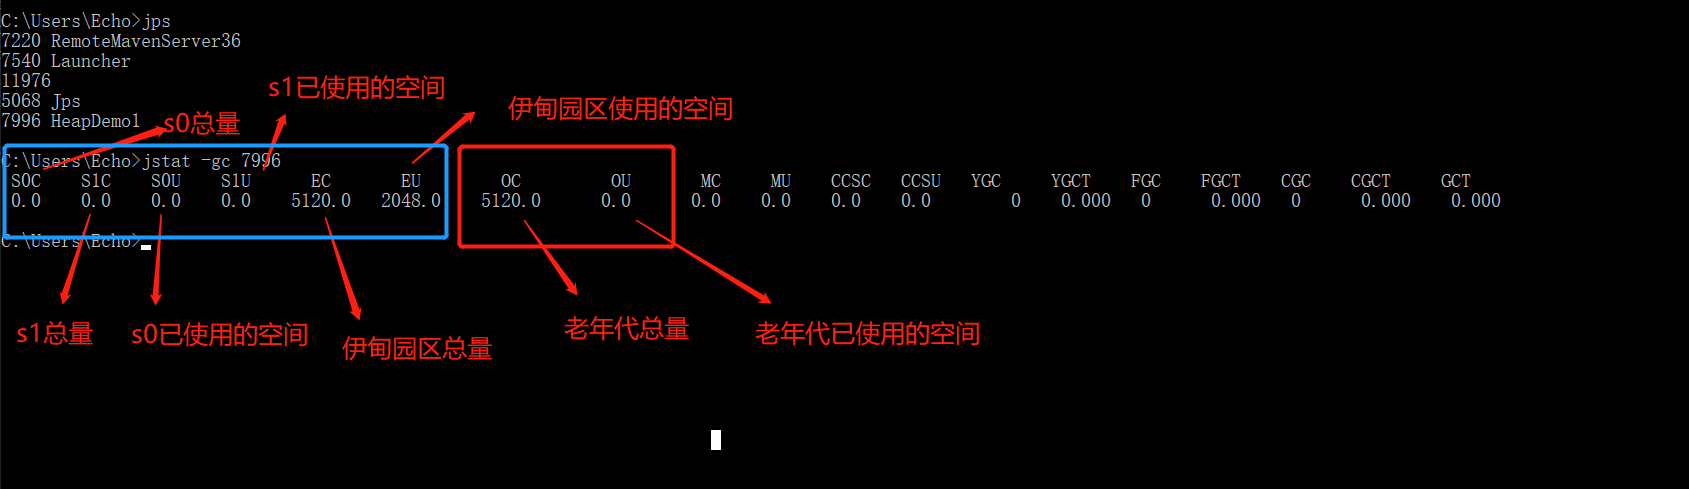 C:\Users\Echo>jps
7220 RemoteMavenServer36
7540 Launcher
11976
5068 Jps
7996 HeapDemo1
s1已使用的空间
伊甸园区使用的空间
s0总量
C:\Users\Echo>jstat -gc 7996
S0C S1C S0U S1U EC EU OC OU MC MU CCSC CCSU YGC YGCT FGC FGCT CGC CGCT GCT
0.0 0.0 0.0 0.0 5120.0 2048.0 5120.0 0.0 0.0 0.0 0.0 0.0 0 0.000 0 0.000 0 0.000 0.000
C:\Users\Echo>
s1总量
s0已使用的空间
伊甸园区总量
老年代总量
老年代已使用的空间